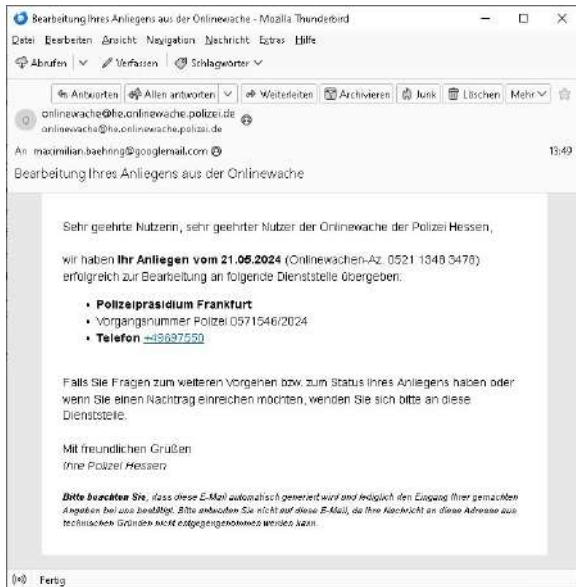 Bearbeitung Ihres Anliegens aus der Onlinewache - Mozilla Thunderbird
Datei Bearbeiten Ansicht Navigation Nachricht Extras Hilfe
Abrufen Verfassen Schlagwörter
Antworten Allen antworten Weiterleiten Archivieren Junk Löschen Mehr
O onlinewache@he.onlinewache.polizei.de
onlinewache@he.onlinewache.polizei.de
An maximilian.baehring@googlemail.com 13:49
Bearbeitung Ihres Anliegens aus der Onlinewache
Sehr geehrte Nutzerin, sehr geehrter Nutzer der Onlinewache der Polizei Hessen,
wir haben Ihr Anliegen vom 21.05.2024 (Onlinewachen-Az. 0521 1348 3478)
erfolgreich zur Bearbeitung an folgende Dienststelle übergeben:
• Polizeipräsidium Frankfurt
• Vorgangsnummer Polizei 0571546/2024
• Telefon +49697550
Falls Sie Fragen zum weiteren Vorgehen bzw. zum Status Ihres Anliegens haben oder
wenn Sie einen Nachtrag einreichen möchten, wenden Sie sich bitte an diese
Dienststelle.
Mit freundlichen Grüßen
Ihre Polizei Hessen
Bitte beachten Sie, dass diese E-Mail automatisch generiert wird und lediglich den Eingang Ihrer gemachten
Angaben bei uns bestätigt. Bitte antworten Sie nicht auf diese E-Mail, da Ihre Nachricht an diese Adresse aus
technischen Gründen nicht entgegengenommen werden kann.
Fertig